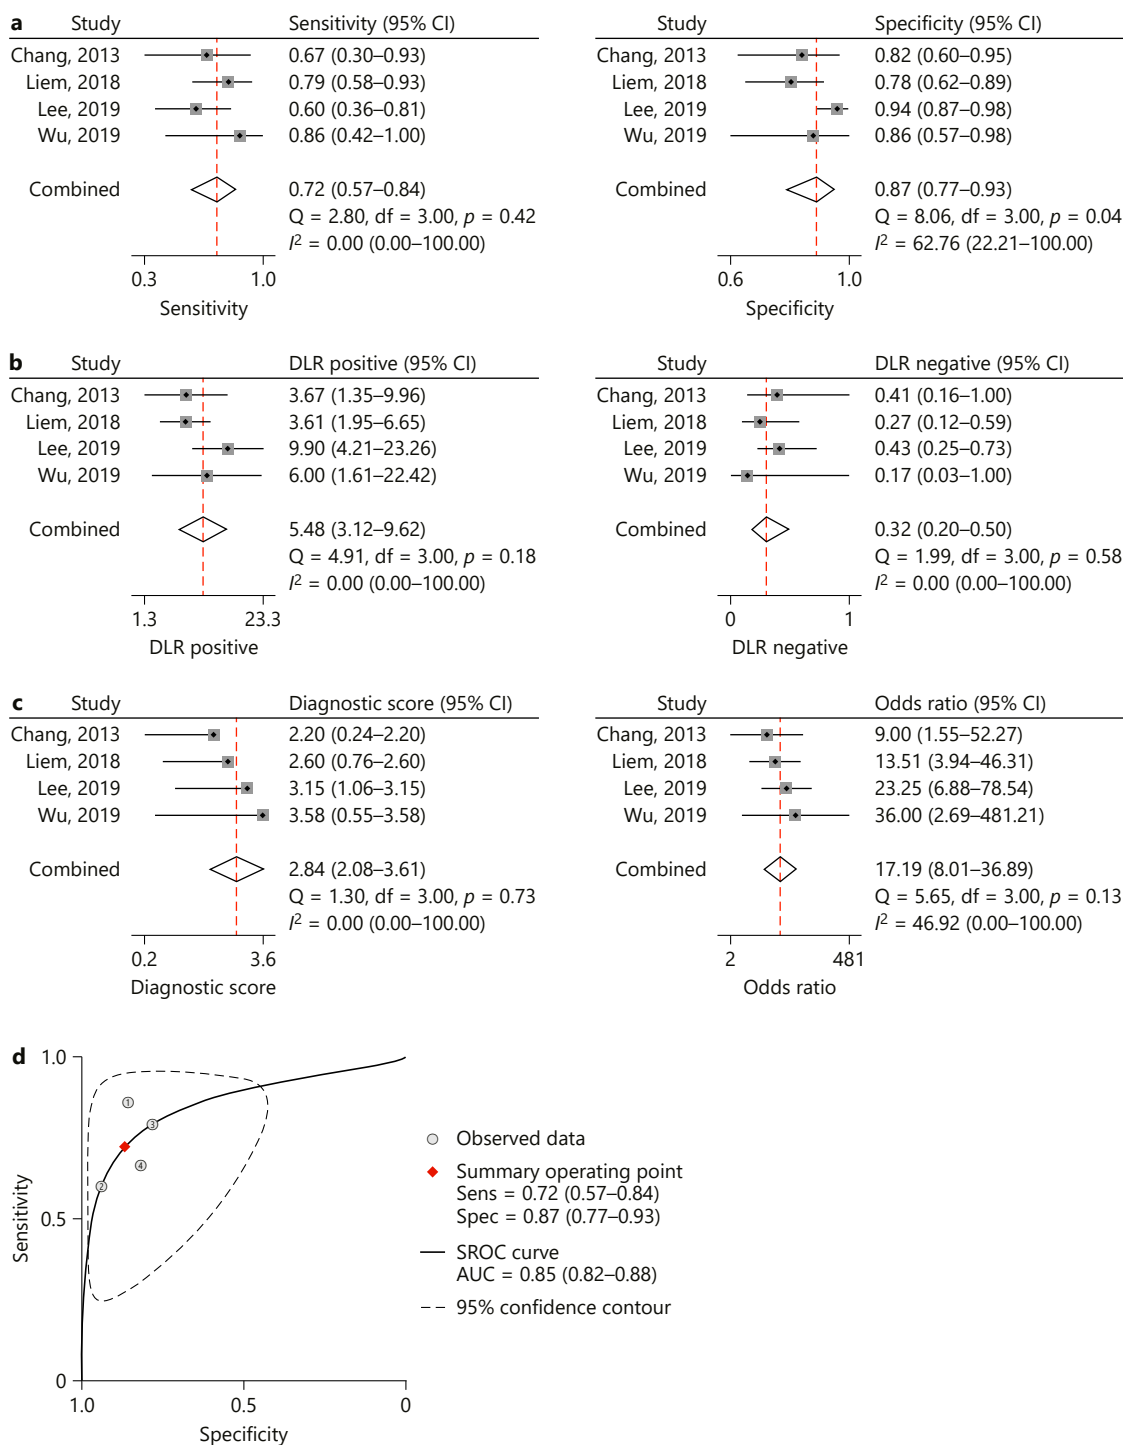 a Study Sensitivity (95% CI)
Chang, 2013 0.67 (0.30–0.93)
Liem, 2018 0.79 (0.58–0.93)
Lee, 2019 0.60 (0.36–0.81)
Wu, 2019 0.86 (0.42–1.00)
Combined 0.72 (0.57–0.84)
Q = 2.80, df = 3.00, p = 0.42
I² = 0.00 (0.00–100.00)
0.3 1.0
Sensitivity
Study Specificity (95% CI)
Chang, 2013 0.82 (0.60–0.95)
Liem, 2018 0.78 (0.62–0.89)
Lee, 2019 0.94 (0.87–0.98)
Wu, 2019 0.86 (0.57–0.98)
Combined 0.87 (0.77–0.93)
Q = 8.06, df = 3.00, p = 0.04
I² = 62.76 (22.21–100.00)
0.6 1.0
Specificity
b Study DLR positive (95% CI)
Chang, 2013 3.67 (1.35–9.96)
Liem, 2018 3.61 (1.95–6.65)
Lee, 2019 9.90 (4.21–23.26)
Wu, 2019 6.00 (1.61–22.42)
Combined 5.48 (3.12–9.62)
Q = 4.91, df = 3.00, p = 0.18
I² = 0.00 (0.00–100.00)
1.3 23.3
DLR positive
Study DLR negative (95% CI)
Chang, 2013 0.41 (0.16–1.00)
Liem, 2018 0.27 (0.12–0.59)
Lee, 2019 0.43 (0.25–0.73)
Wu, 2019 0.17 (0.03–1.00)
Combined 0.32 (0.20–0.50)
Q = 1.99, df = 3.00, p = 0.58
I² = 0.00 (0.00–100.00)
0 1
DLR negative
c Study Diagnostic score (95% CI)
Chang, 2013 2.20 (0.24–2.20)
Liem, 2018 2.60 (0.76–2.60)
Lee, 2019 3.15 (1.06–3.15)
Wu, 2019 3.58 (0.55–3.58)
Combined 2.84 (2.08–3.61)
Q = 1.30, df = 3.00, p = 0.73
I² = 0.00 (0.00–100.00)
0.2 3.6
Diagnostic score
Study Odds ratio (95% CI)
Chang, 2013 9.00 (1.55–52.27)
Liem, 2018 13.51 (3.94–46.31)
Lee, 2019 23.25 (6.88–78.54)
Wu, 2019 36.00 (2.69–481.21)
Combined 17.19 (8.01–36.89)
Q = 5.65, df = 3.00, p = 0.13
I² = 46.92 (0.00–100.00)
2 481
Odds ratio
d
1.0
0.5
0
Sensitivity
1
3
4
2
1.0 0.5 0
Specificity
Observed data
Summary operating point
Sens = 0.72 (0.57–0.84)
Spec = 0.87 (0.77–0.93)
SROC curve
AUC = 0.85 (0.82–0.88)
95% confidence contour